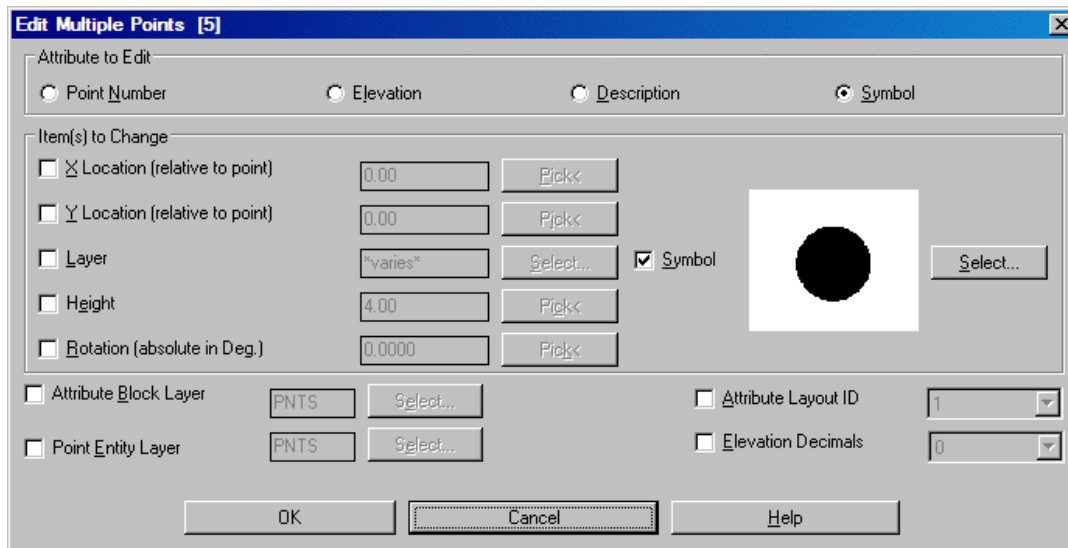 Edit Multiple Points [5]
Attribute to Edit
Point Number Elevation Description Symbol
Item(s) to Change
X Location (relative to point) 0.00 Pick<
Y Location (relative to point) 0.00 Pick<
Layer *varies* Select... Symbol Select...
Height 4.00 Pick<
Rotation (absolute in Deg.) 0.0000 Pick<
Attribute Block Layer PNTS Select... Attribute Layout ID 1
Point Entity Layer PNTS Select... Elevation Decimals 0
OK Cancel Help